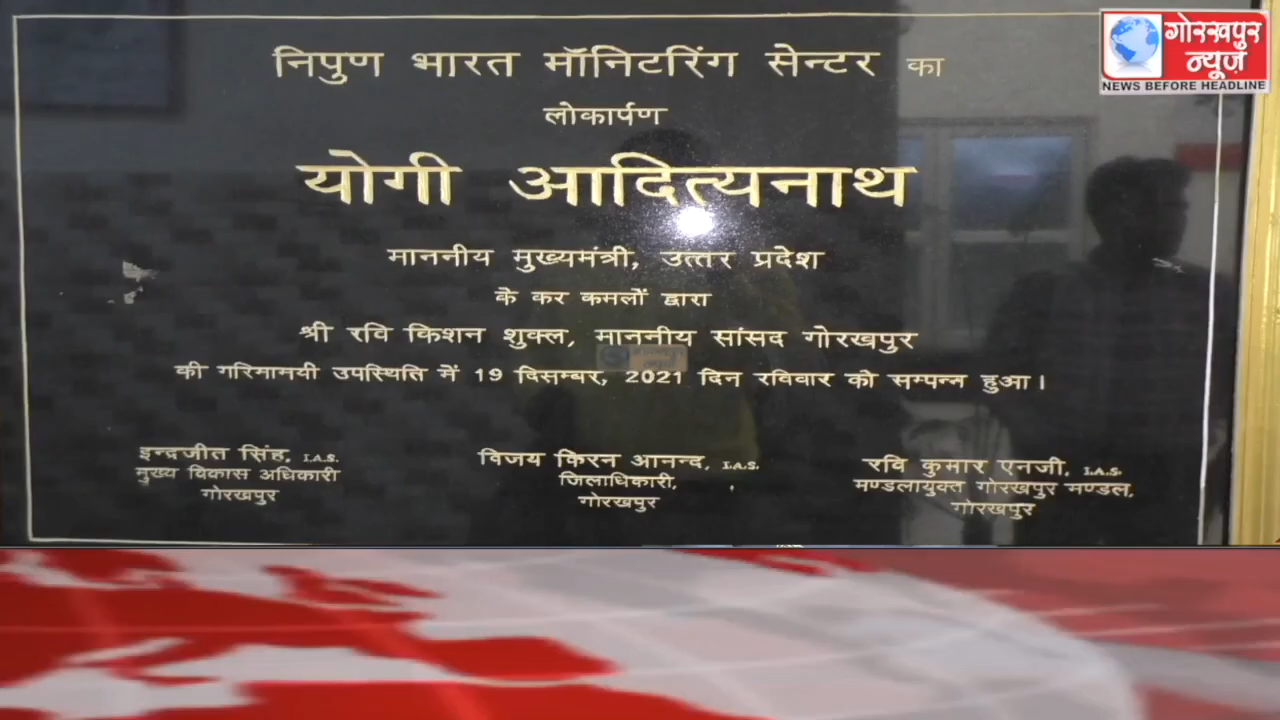 निपुण भारत मॉनिटरिंग सेन्टर का
लोकार्पण
योगी आदित्यनाथ
माननीय मुख्यमंत्री, उत्तर प्रदेश
के कर कमलों द्वारा
श्री रवि किशन शुक्ल, माननीय सांसद गोरखपुर
की गरिमामयी उपस्थिति में 19 दिसम्बर, 2021 दिन रविवार को सम्पन्न हुआ।
इन्द्रजीत सिंह, I.A.S.
मुख्य विकास अधिकारी
गोरखपुर
विजय किरन आनन्द, I.A.S.
जिलाधिकारी,
गोरखपुर
रवि कुमार एनजी, I.A.S.
मण्डलायुक्त गोरखपुर मण्डल,
गोरखपुर
गोरखपुर
न्यूज़
NEWS BEFORE HEADLINE